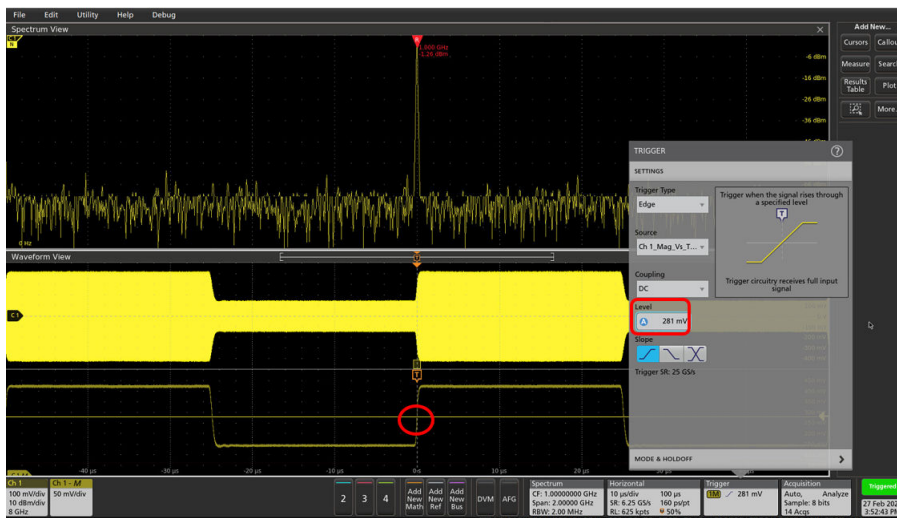 File Edit Utility Help Debug
Spectrum View
C1
N
R
1.000 GHz
-1.26 dBm
-6 dBm
-16 dBm
-26 dBm
-36 dBm
0 Hz
Waveform View
T
C1
T
-40 µs -30 µs -20 µs -10 µs 0 s 10 µs 20 µs
Add New...
Cursors Callou
Measure Search
Results Table Plot
More...
TRIGGER
?
SETTINGS
Trigger Type
Edge
Source
Ch 1_Mag_Vs_T...
Coupling
DC
Level
A 281 mV
Slope
Trigger SR: 25 GS/s
Trigger when the signal rises through
a specified level
T
Trigger circuitry receives full input
signal
MODE & HOLDOFF
Ch 1
100 mV/div
10 dBm/div
8 GHz
Ch 1 - M
50 mV/div
2 3 4
Add New Math
Add New Ref
Add New Bus
DVM AFG
Spectrum
CF: 1.00000000 GHz
Span: 2.00000 GHz
RBW: 2.00 MHz
Horizontal
10 µs/div 100 µs
SR: 6.25 GS/s 160 ps/pt
RL: 625 kpts 50%
Trigger
1M 281 mV
Acquisition
Auto, Analyze
Sample: 8 bits
14 Acqs
Triggered
27 Feb 202
3:52:43 P